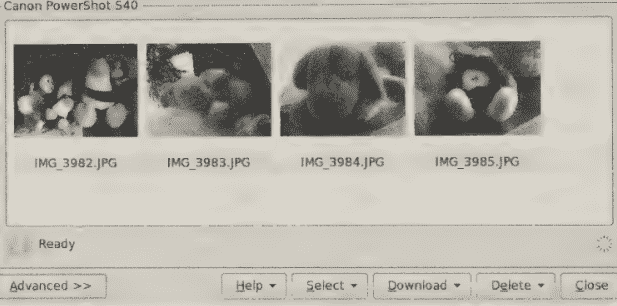 Canon PowerShot S40
IMG_3982.JPG IMG_3983.JPG IMG_3984.JPG IMG_3985.JPG
Ready
Advanced >> Help Select Download Delete Close